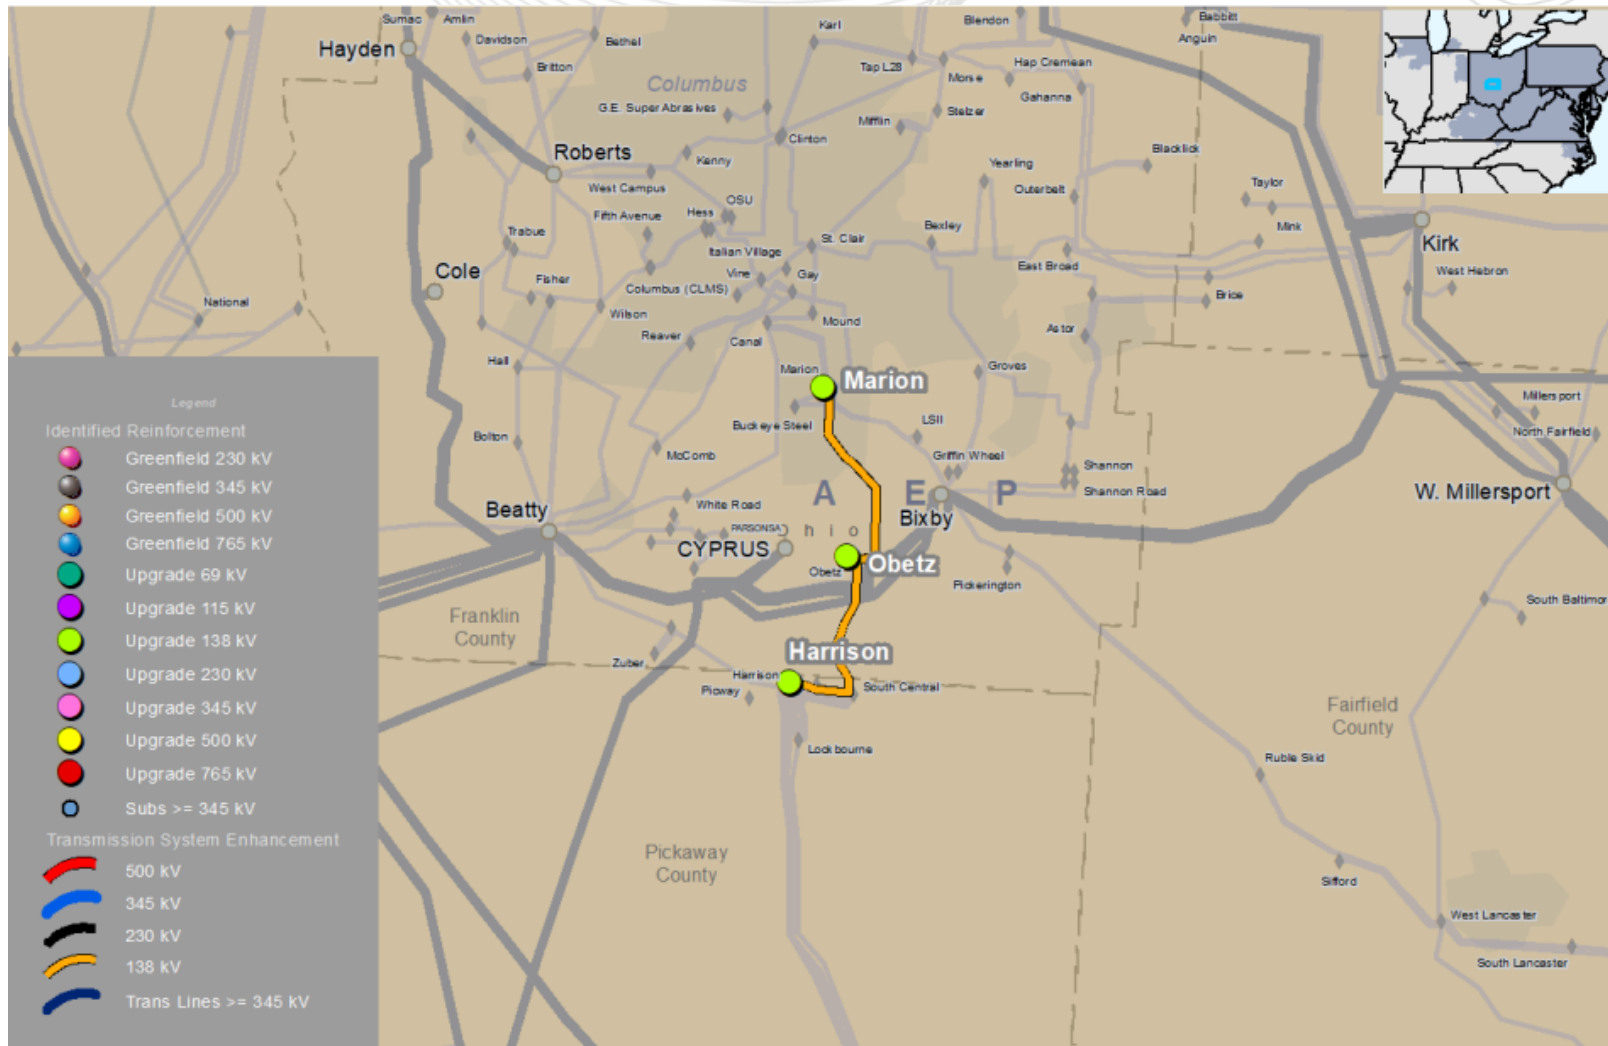 Sumac
Amlin
Karl
Blendon
Babbitt
Hayden
Davidson
Bethel
Anguin
Britton
Tap L28
Morse
Hap Cremean
Columbus
Gahanna
G.E. Super Abrasives
Mifflin
Stelzer
Clinton
Roberts
Kenny
Yearling
Blacklick
West Campus
Outerbelt
Taylor
OSU
Fifth Avenue
Hess
Trabue
Bexley
Mink
St. Clair
Kirk
Italian Village
East Broad
Cole
Fisher
Vine
Gay
West Hebron
Columbus (CLMS)
National
Brice
Wilson
Mound
Astor
Reaver
Canal
Hall
Marion
Groves
Marion
Millersport
Buckeye Steel
LSII
North Fairfield
Bolton
McComb
Griffin Wheel
Shannon
A E P
Shannon Road
W. Millersport
Beatty
White Road
Bixby
PARSONSA
Ohio
CYPRUS
Obetz
Obetz
Pickerington
South Baltimor
Franklin
County
Harrison
Zuber
Harrison
Picway
South Central
Fairfield
County
Lockbourne
Ruble Skid
Pickaway
County
Sifford
West Lancaster
South Lancaster
Legend
Identified Reinforcement
Greenfield 230 kV
Greenfield 345 kV
Greenfield 500 kV
Greenfield 765 kV
Upgrade 69 kV
Upgrade 115 kV
Upgrade 138 kV
Upgrade 230 kV
Upgrade 345 kV
Upgrade 500 kV
Upgrade 765 kV
Subs >= 345 kV
Transmission System Enhancement
500 kV
345 kV
230 kV
138 kV
Trans Lines >= 345 kV